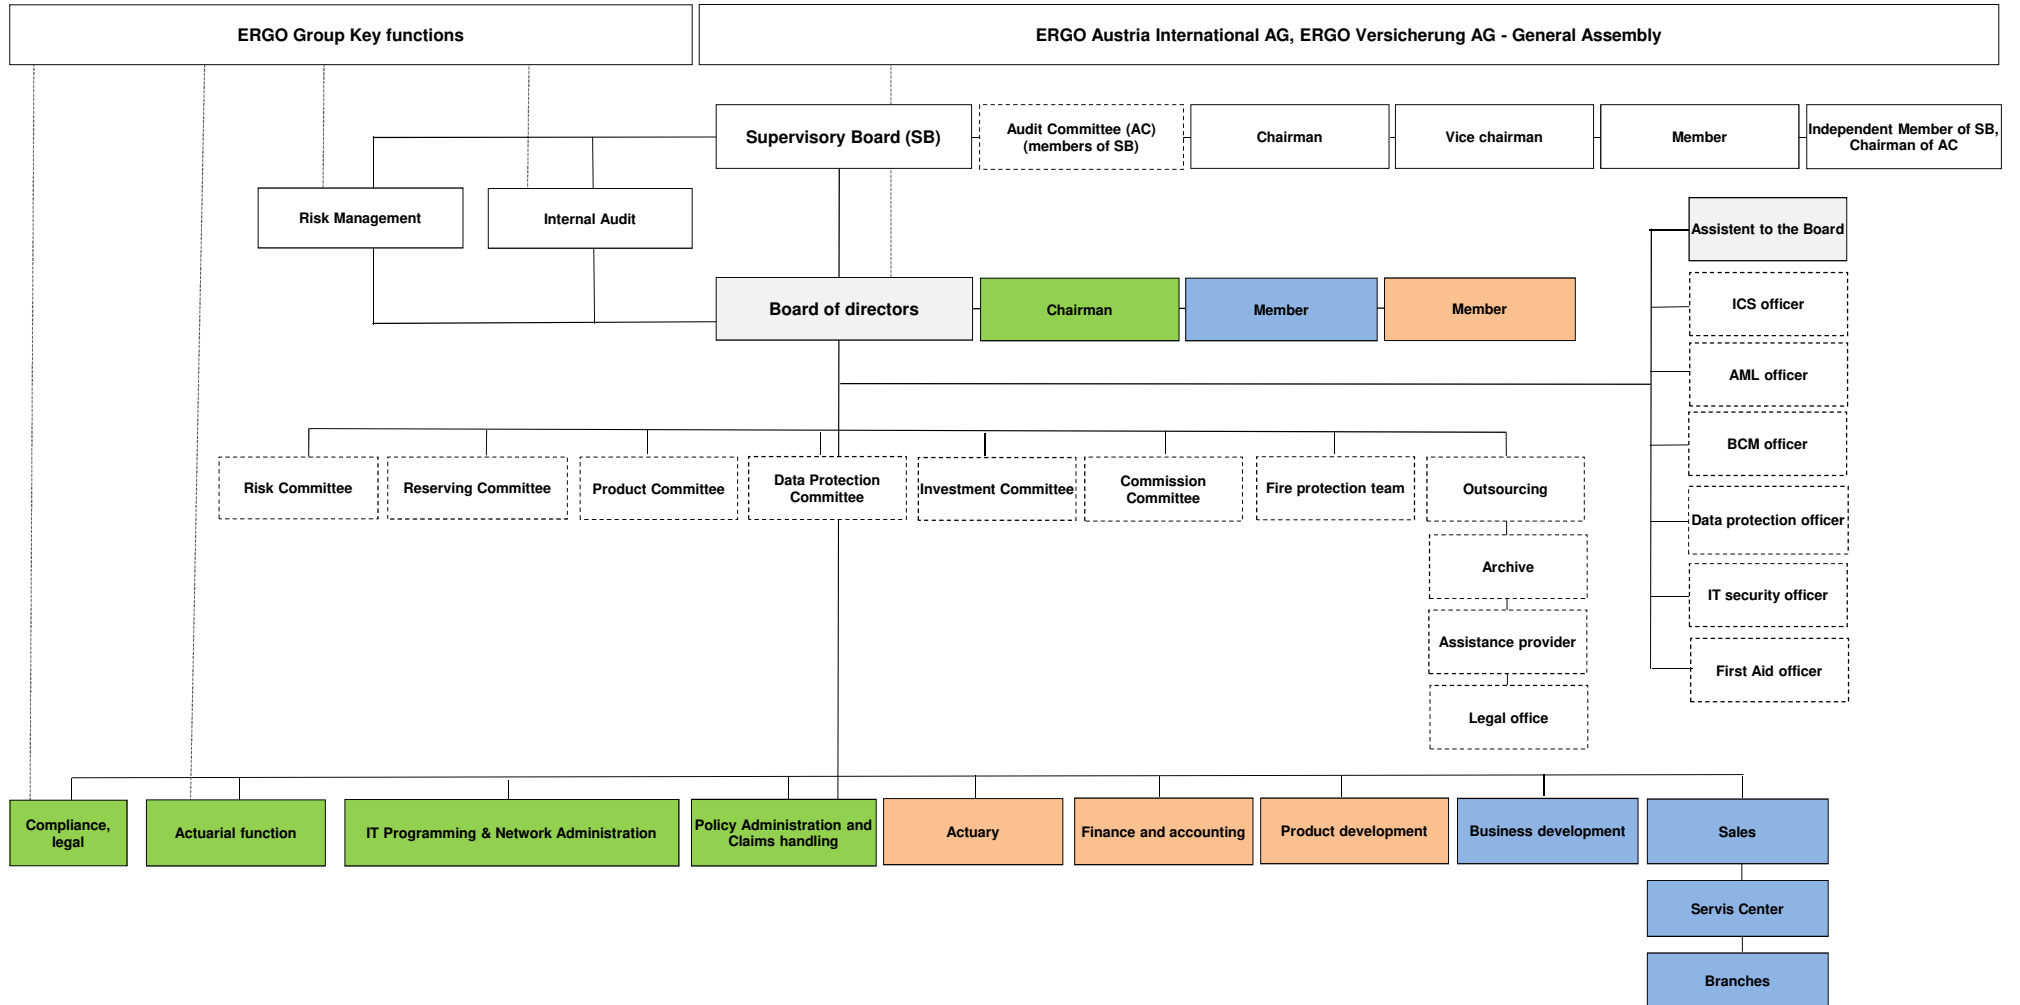 ERGO Group Key functions
ERGO Austria International AG, ERGO Versicherung AG - General Assembly
Supervisory Board (SB)
Audit Committee (AC)
(members of SB)
Chairman
Vice chairman
Member
Independent Member of SB,
Chairman of AC
Risk Management
Internal Audit
Assistent to the Board
Board of directors
Chairman
Member
Member
ICS officer
AML officer
BCM officer
Data protection officer
IT security officer
First Aid officer
Risk Committee
Reserving Committee
Product Committee
Data Protection
Committee
Investment Committee
Commission
Committee
Fire protection team
Outsourcing
Archive
Assistance provider
Legal office
Compliance,
legal
Actuarial function
IT Programming & Network Administration
Policy Administration and
Claims handling
Actuary
Finance and accounting
Product development
Business development
Sales
Servis Center
Branches